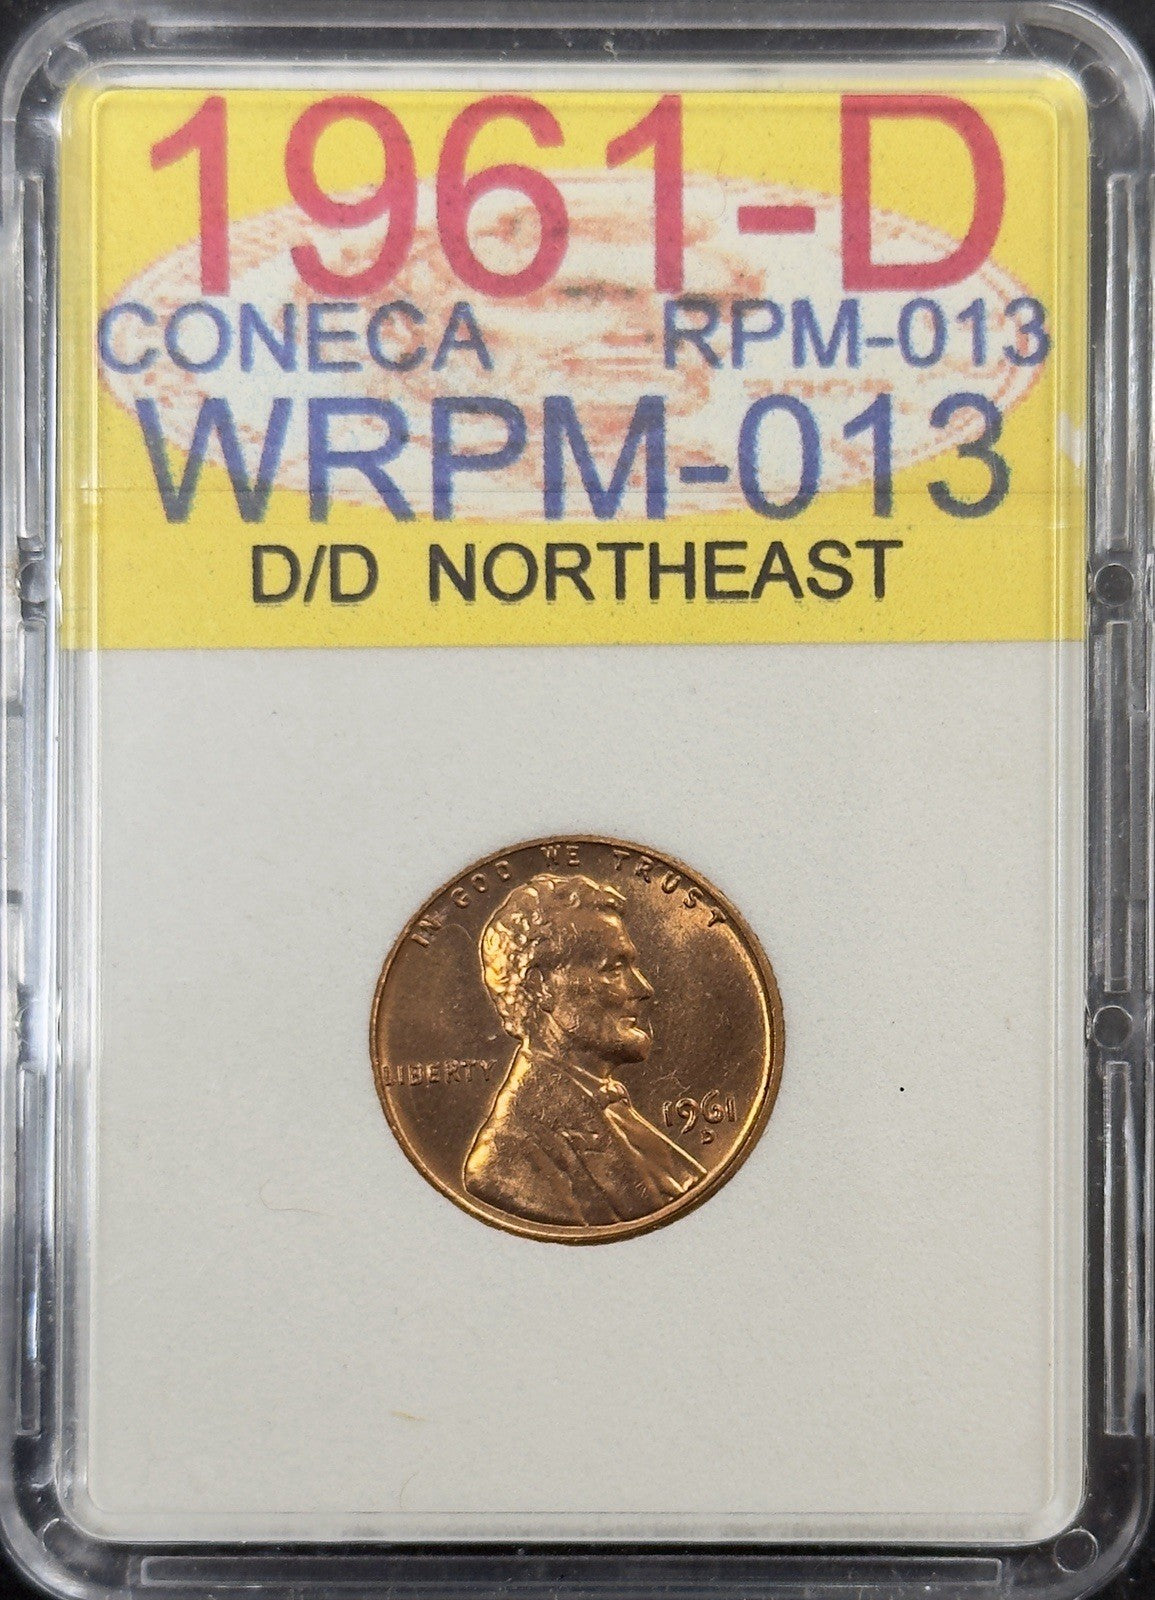 1961-D
CONECA RPM-013
WRPM-013
D/D NORTHEAST
IN GOD WE TRUST
LIBERTY
1961
D